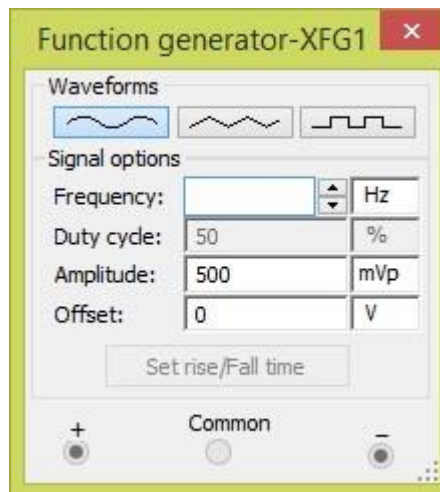 Function generator-XFG1
Waveforms
Signal options
Frequency: Hz
Duty cycle: 50 %
Amplitude: 500 mVp
Offset: 0 V
Set rise/Fall time
+ Common −